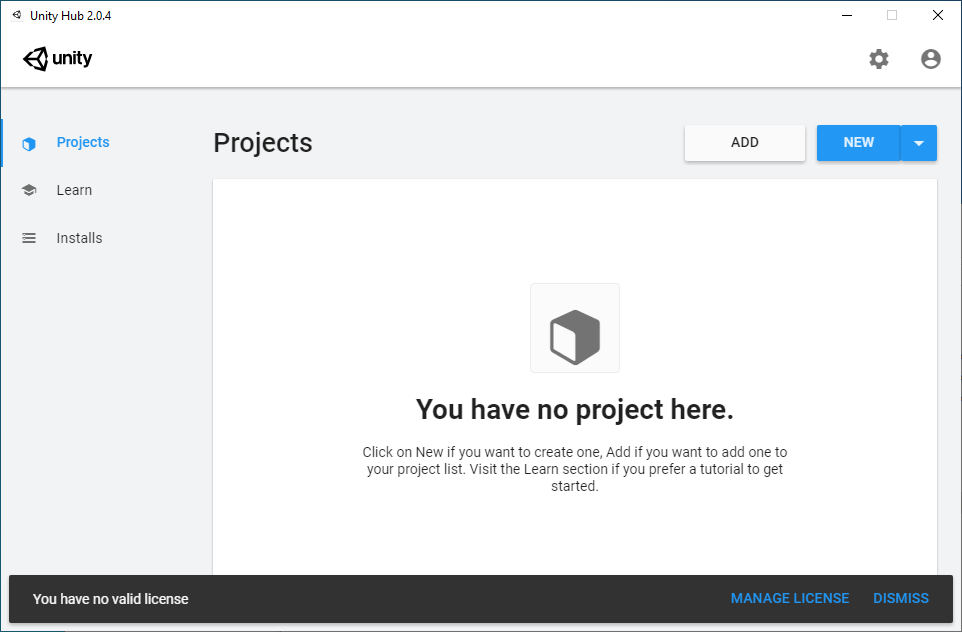 Unity Hub 2.0.4
unity
Projects
Learn
Installs
Projects
ADD
NEW
You have no project here.
Click on New if you want to create one, Add if you want to add one to
your project list. Visit the Learn section if you prefer a tutorial to get
started.
You have no valid license
MANAGE LICENSE
DISMISS